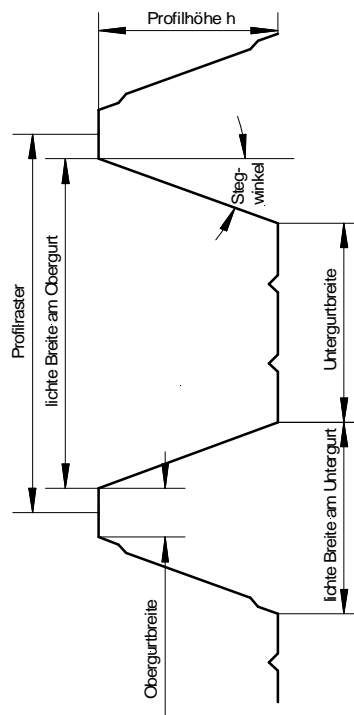 Profilhöhe h
Steg-
winkel
Profilraster
lichte Breite am Obergurt
Untergurtbreite
lichte Breite am Untergurt
Obergurtbreite